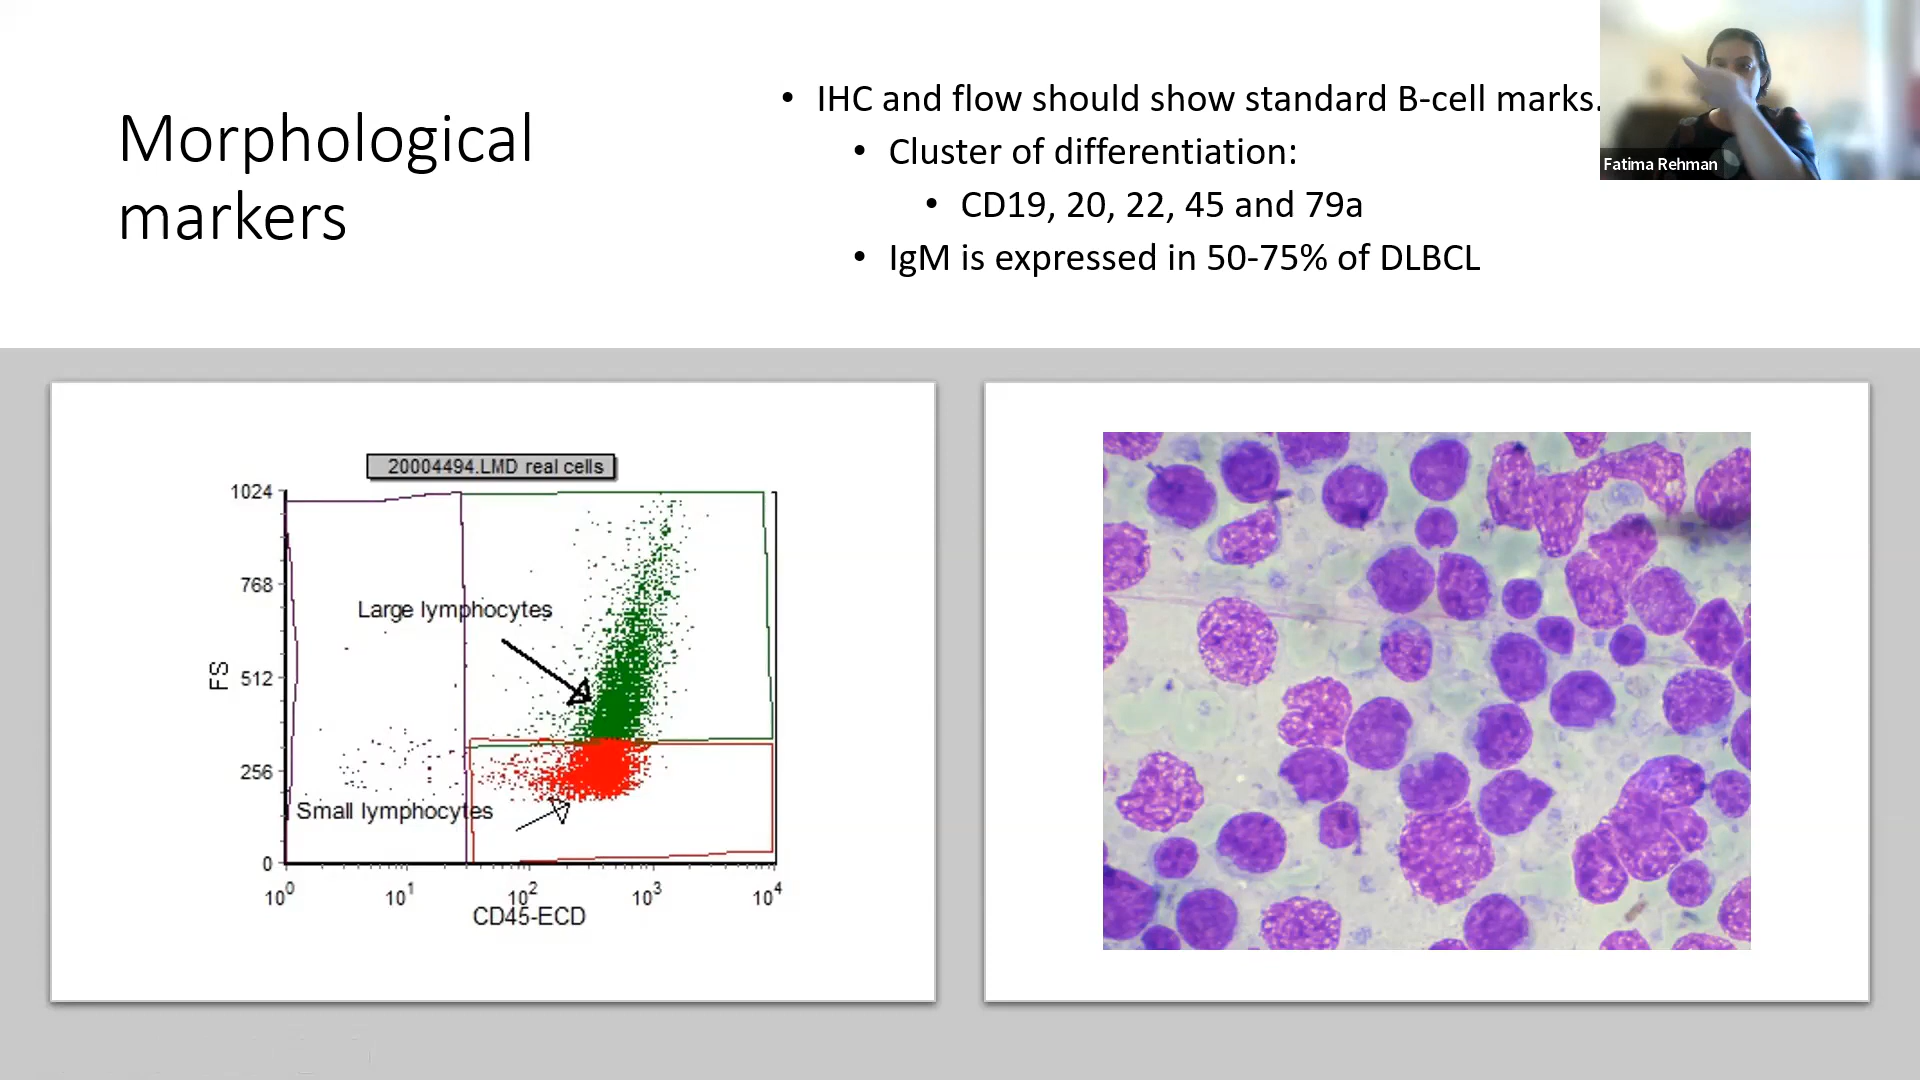 Morphological
markers
• IHC and flow should show standard B-cell marks.
• Cluster of differentiation:
• CD19, 20, 22, 45 and 79a
• IgM is expressed in 50-75% of DLBCL
Fatima Rehman
20004494.LMD real cells
1024
768
512
256
0
FS
Large lymphocytes
Small lymphocytes
10^0 10^1 10^2 10^3 10^4
CD45-ECD